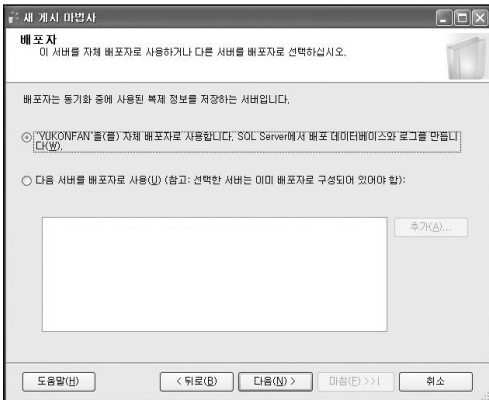 새 게시 마법사
배포자
이 서버를 자체 배포자로 사용하거나 다른 서버를 배포자로 선택하십시오.
배포자는 동기화 중에 사용된 복제 정보를 저장하는 서버입니다.
'YUKONFAN'을(를) 자체 배포자로 사용합니다. SQL Server에서 배포 데이터베이스와 로그를 만듭니
다(W).
다음 서버를 배포자로 사용(U) (참고: 선택한 서버는 이미 배포자로 구성되어 있어야 함):
추가(A)...
도움말(H)
< 뒤로(B)
다음(N) >
마침(F) >>|
취소